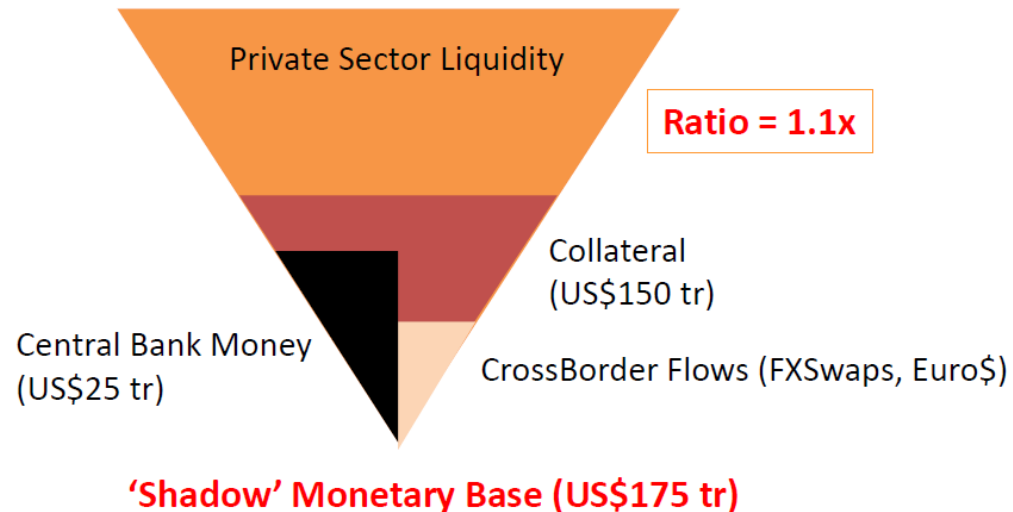 Private Sector Liquidity
Ratio = 1.1x
Collateral
(US$150 tr)
Central Bank Money
(US$25 tr)
CrossBorder Flows (FXSwaps, Euro$)
‘Shadow’ Monetary Base (US$175 tr)